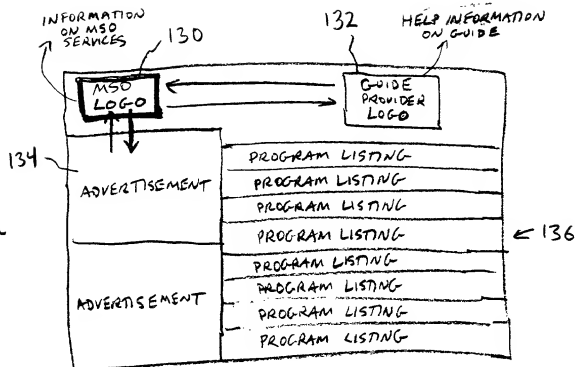 INFORMATION
ON MSO
SERVICES
130
132
HELP INFORMATION
ON GUIDE
MSO
LOGO
GUIDE
PROVIDER
LOGO
134
ADVERTISEMENT
ADVERTISEMENT
PROGRAM LISTING
PROGRAM LISTING
PROGRAM LISTING
PROGRAM LISTING
PROGRAM LISTING
PROGRAM LISTING
PROGRAM LISTING
PROGRAM LISTING
136